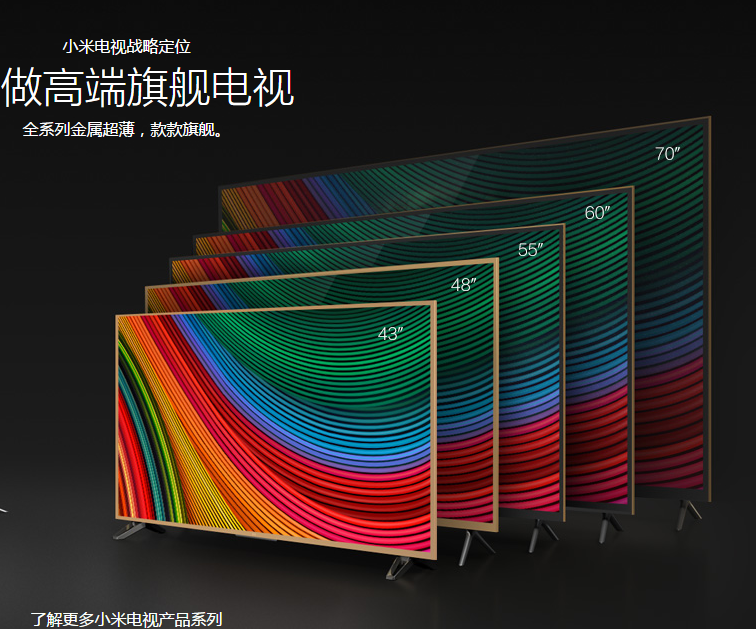 小米电视战略定位
做高端旗舰电视
全系列金属超薄，款款旗舰。
70″
60″
55″
48″
43″
了解更多小米电视产品系列